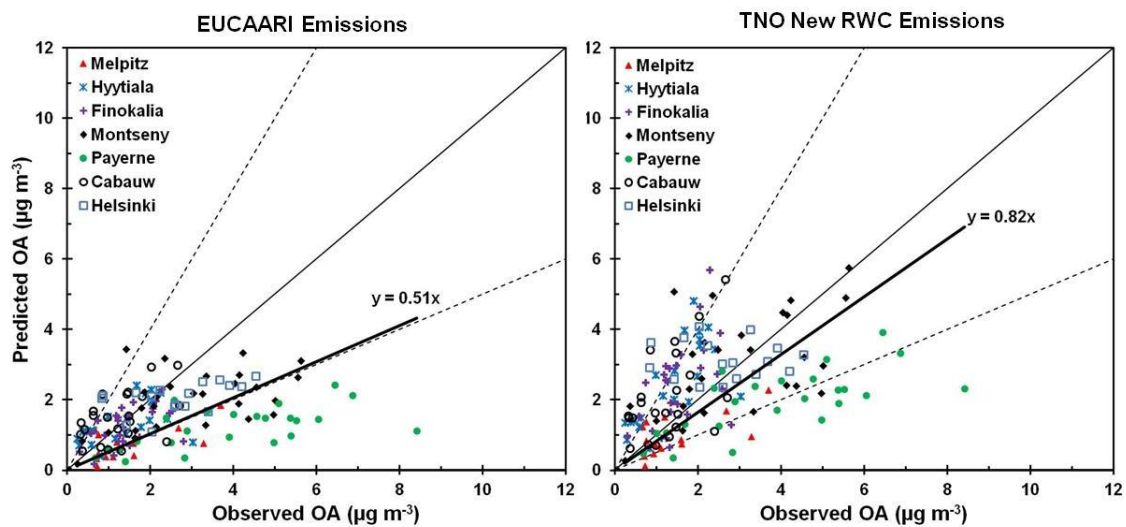 EUCAARI Emissions
12
10
8
6
4
2
0
Predicted OA (µg m-3)
Melpitz
Hyytiala
Finokalia
Montseny
Payerne
Cabauw
Helsinki
y = 0.51x
0 2 4 6 8 10 12
Observed OA (µg m-3)
TNO New RWC Emissions
12
10
8
6
4
2
0
Melpitz
Hyytiala
Finokalia
Montseny
Payerne
Cabauw
Helsinki
y = 0.82x
0 2 4 6 8 10 12
Observed OA (µg m-3)